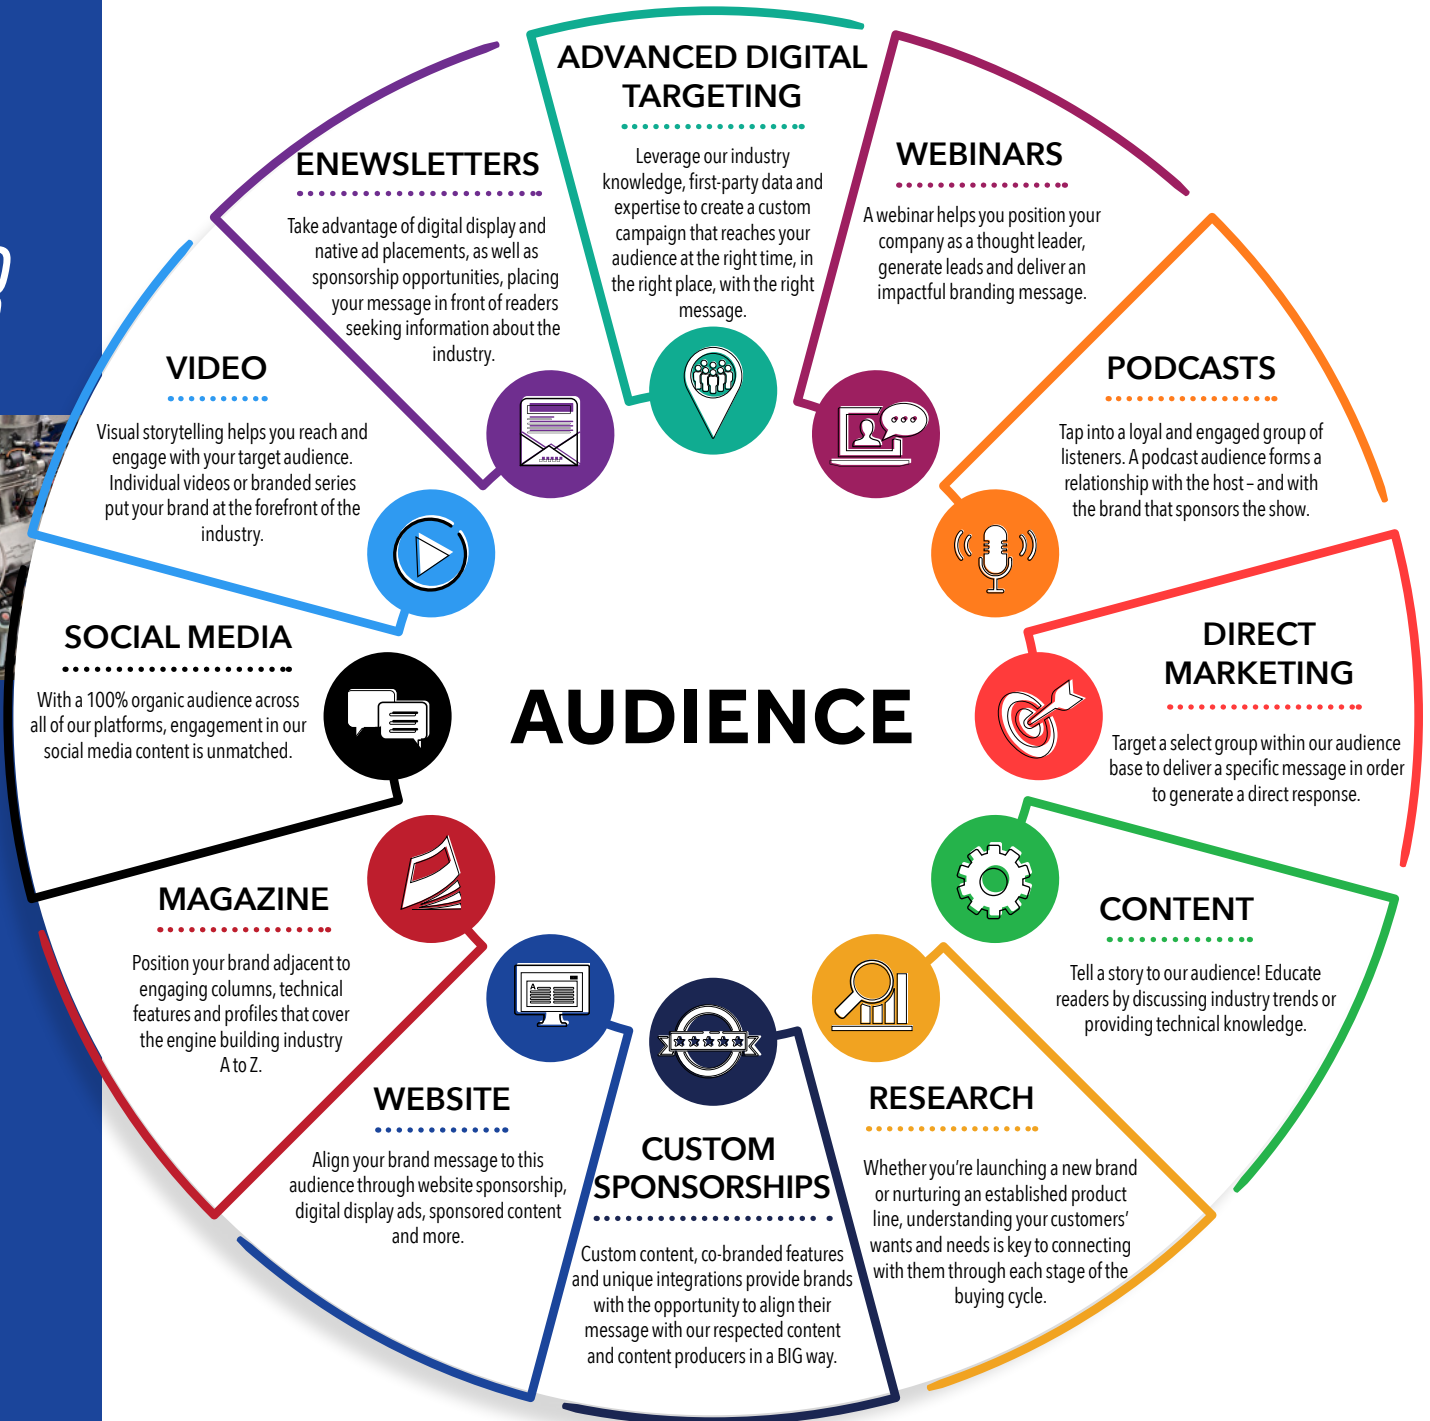 ADVANCED DIGITAL
TARGETING
Leverage our industry
knowledge, first-party data and
expertise to create a custom
campaign that reaches your
audience at the right time, in
the right place, with the right
message.
WEBINARS
A webinar helps you position your
company as a thought leader,
generate leads and deliver an
impactful branding message.
PODCASTS
Tap into a loyal and engaged group of
listeners. A podcast audience forms a
relationship with the host – and with
the brand that sponsors the show.
DIRECT
MARKETING
Target a select group within our audience
base to deliver a specific message in order
to generate a direct response.
CONTENT
Tell a story to our audience! Educate
readers by discussing industry trends or
providing technical knowledge.
RESEARCH
Whether you're launching a new brand
or nurturing an established product
line, understanding your customers'
wants and needs is key to connecting
with them through each stage of the
buying cycle.
CUSTOM
SPONSORSHIPS
Custom content, co-branded features
and unique integrations provide brands
with the opportunity to align their
message with our respected content
and content producers in a BIG way.
WEBSITE
Align your brand message to this
audience through website sponsorship,
digital display ads, sponsored content
and more.
MAGAZINE
Position your brand adjacent to
engaging columns, technical
features and profiles that cover
the engine building industry
A to Z.
SOCIAL MEDIA
With a 100% organic audience across
all of our platforms, engagement in our
social media content is unmatched.
VIDEO
Visual storytelling helps you reach and
engage with your target audience.
Individual videos or branded series
put your brand at the forefront of the
industry.
ENEWSLETTERS
Take advantage of digital display and
native ad placements, as well as
sponsorship opportunities, placing
your message in front of readers
seeking information about the
industry.
AUDIENCE